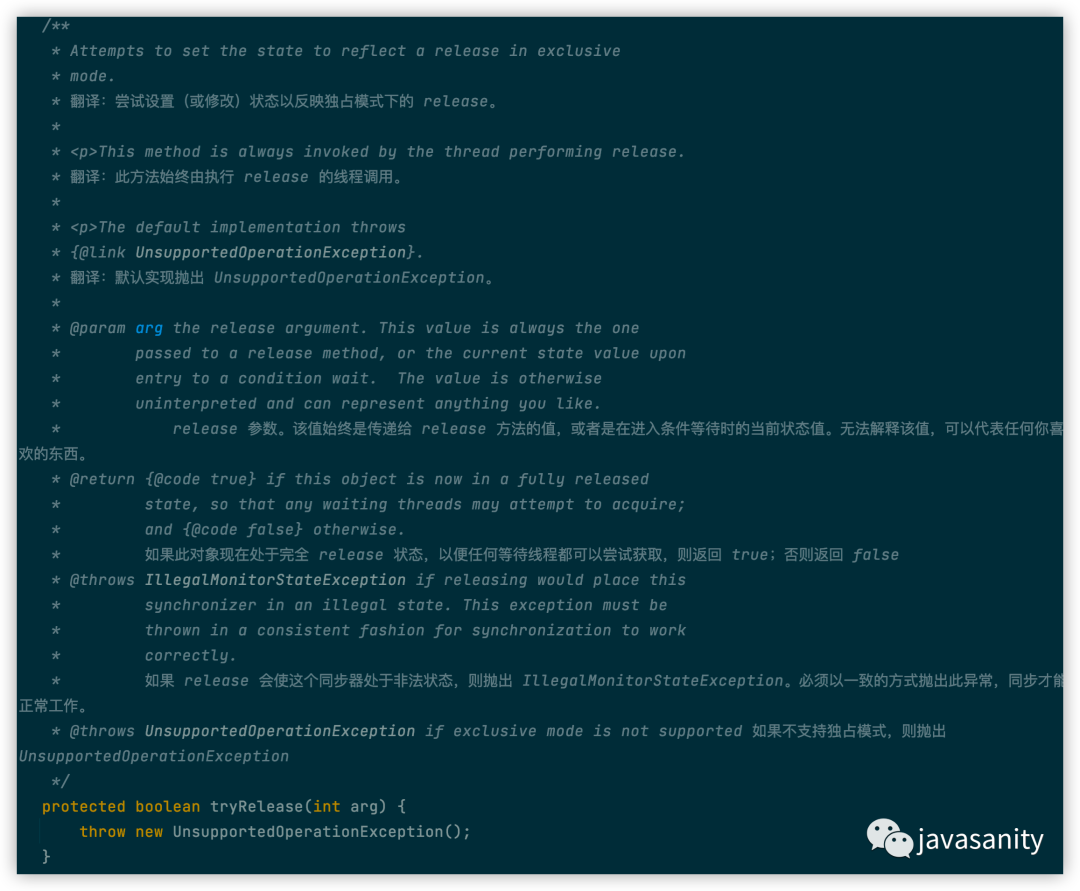 /**
* Attempts to set the state to reflect a release in exclusive
* mode.
* 翻译：尝试设置（或修改）状态以反映独占模式下的 release。
*
* <p>This method is always invoked by the thread performing release.
* 翻译：此方法始终由执行 release 的线程调用。
*
* <p>The default implementation throws
* {@link UnsupportedOperationException}.
* 翻译：默认实现抛出 UnsupportedOperationException。
*
* @param arg the release argument. This value is always the one
*        passed to a release method, or the current state value upon
*        entry to a condition wait.  The value is otherwise
*        uninterpreted and can represent anything you like.
*            release 参数。该值始终是传递给 release 方法的值，或者是在进入条件等待时的当前状态值。无法解释该值，可以代表任何你喜
欢的东西。
* @return {@code true} if this object is now in a fully released
*         state, so that any waiting threads may attempt to acquire;
*         and {@code false} otherwise.
*         如果此对象现在处于完全 release 状态，以便任何等待线程都可以尝试获取，则返回 true；否则返回 false
* @throws IllegalMonitorStateException if releasing would place this
*         synchronizer in an illegal state. This exception must be
*         thrown in a consistent fashion for synchronization to work
*         correctly.
*         如果 release 会使这个同步器处于非法状态，则抛出 IllegalMonitorStateException。必须以一致的方式抛出此异常，同步才能
正常工作。
* @throws UnsupportedOperationException if exclusive mode is not supported 如果不支持独占模式，则抛出
UnsupportedOperationException
*/
protected boolean tryRelease(int arg) {
throw new UnsupportedOperationException();
}
javasanity